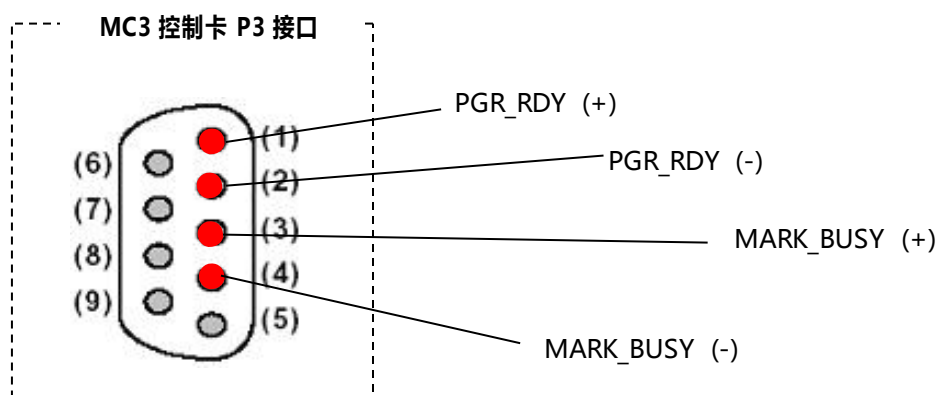 MC3 控制卡 P3 接口
PGR_RDY (+)
(1)
(6)
PGR_RDY (-)
(2)
(7)
(3)
MARK_BUSY (+)
(8)
(4)
(9)
(5)
MARK_BUSY (-)